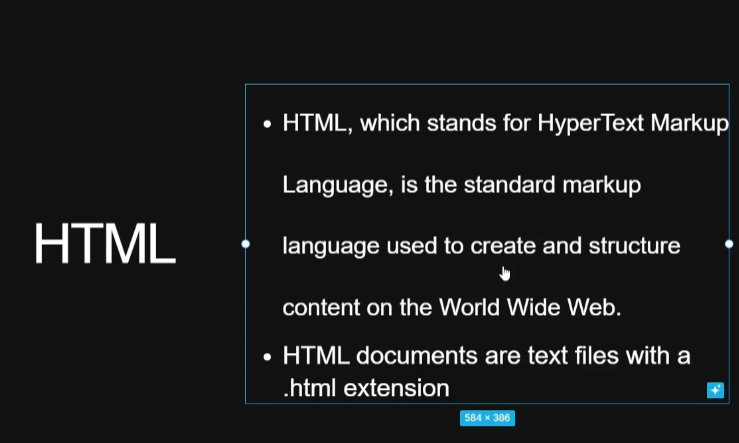 HTML
• HTML, which stands for HyperText Markup
Language, is the standard markup
language used to create and structure
content on the World Wide Web.
• HTML documents are text files with a
.html extension
584 × 386